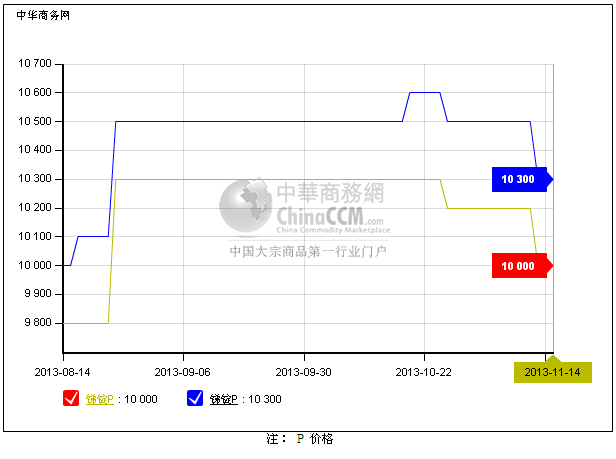 中华商务网
10 700
10 600
10 500
10 400
10 300
10 200
10 100
10 000
9 900
9 800
10 300
10 000
中華商務網
ChinaCCM.com
China Commodity Marketplace
中国大宗商品第一行业门户
2013-08-14 2013-09-06 2013-09-30 2013-10-22 2013-11-14
锑锭P : 10 000 锑锭P : 10 300
注： P 价格